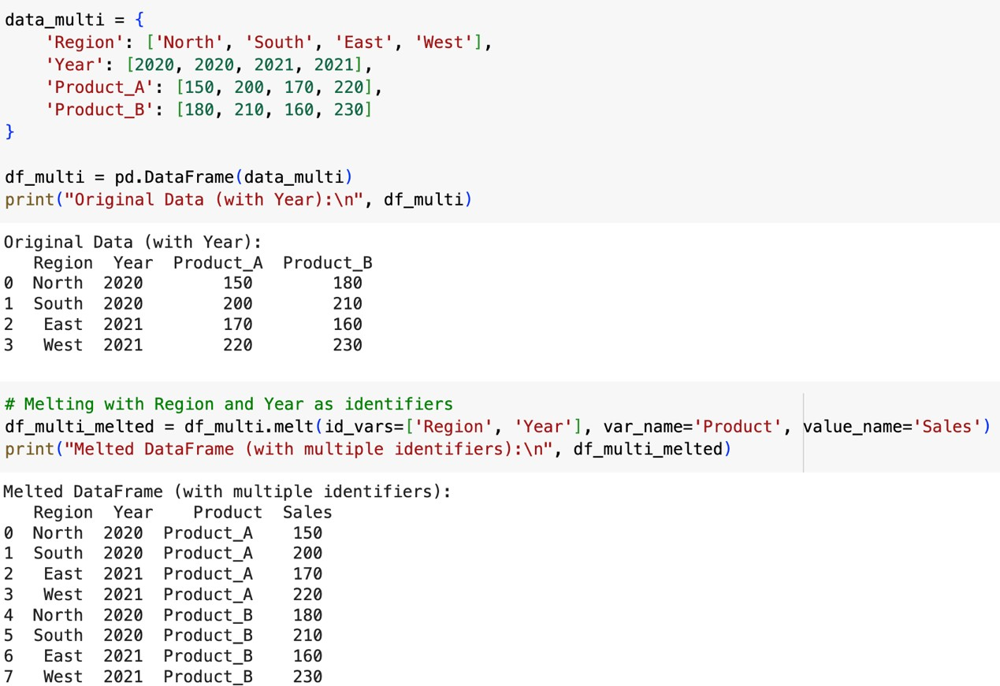 data_multi = {
    'Region': ['North', 'South', 'East', 'West'],
    'Year': [2020, 2020, 2021, 2021],
    'Product_A': [150, 200, 170, 220],
    'Product_B': [180, 210, 160, 230]
}
df_multi = pd.DataFrame(data_multi)
print("Original Data (with Year):\n", df_multi)
Original Data (with Year):
   Region  Year  Product_A  Product_B
0  North  2020        150        180
1  South  2020        200        210
2   East  2021        170        160
3   West  2021        220        230
# Melting with Region and Year as identifiers
df_multi_melted = df_multi.melt(id_vars=['Region', 'Year'], var_name='Product', value_name='Sales')
print("Melted DataFrame (with multiple identifiers):\n", df_multi_melted)
Melted DataFrame (with multiple identifiers):
   Region  Year    Product  Sales
0  North  2020  Product_A    150
1  South  2020  Product_A    200
2   East  2021  Product_A    170
3   West  2021  Product_A    220
4  North  2020  Product_B    180
5  South  2020  Product_B    210
6   East  2021  Product_B    160
7   West  2021  Product_B    230